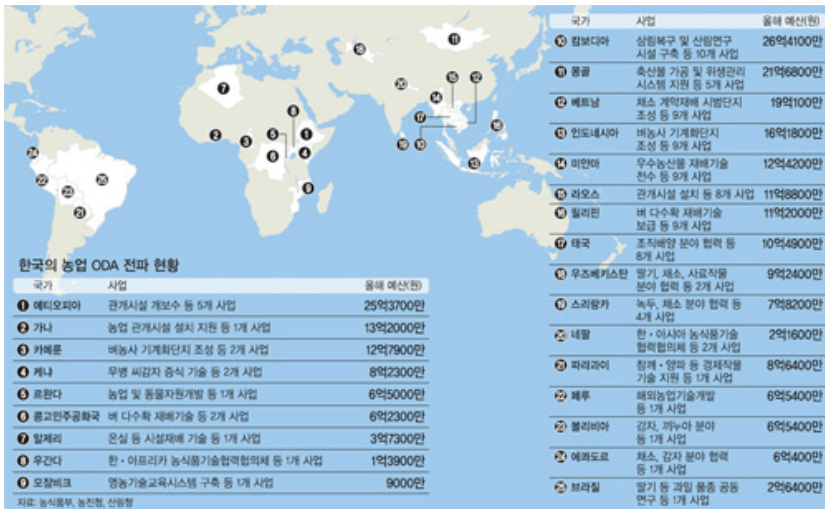 한국의 농업 ODA 전파 현황
국가 사업 올해 예산(원)
❶ 에티오피아 관개시설 개보수 등 5개 사업 25억3700만
❷ 가나 농업 관개시설 설치 지원 등 1개 사업 13억2000만
❸ 카메룬 벼농사 기계화단지 조성 등 2개 사업 12억7900만
❹ 케냐 무병 씨감자 증식 기술 등 2개 사업 8억2300만
❺ 르완다 농업 및 동물자원개발 등 1개 사업 6억5000만
❻ 콩고민주공화국 벼 다수확 재배기술 등 2개 사업 6억2300만
❼ 알제리 온실 등 시설재배 기술 등 1개 사업 3억7300만
❽ 우간다 한·아프리카 농식품기술협력협의체 등 1개 사업 1억3900만
❾ 모잠비크 영농기술교육시스템 구축 등 1개 사업 9000만
자료: 농식품부, 농진청, 산림청
국가 사업 올해 예산(원)
❿ 캄보디아 삼림복구 및 산림연구
시설 구축 등 10개 사업 26억4100만
⓫ 몽골 축산물 가공 및 위생관리
시스템 지원 등 5개 사업 21억6800만
⓬ 베트남 채소 계약재배 시범단지
조성 등 9개 사업 19억100만
⓭ 인도네시아 벼농사 기계화단지
조성 등 9개 사업 16억1800만
⓮ 미얀마 우수농산물 재배기술
전수 등 9개 사업 12억4200만
⓯ 라오스 관개시설 설치 등 8개 사업 11억8800만
⓰ 필리핀 벼 다수확 재배기술
보급 등 9개 사업 11억2000만
⓱ 태국 조직배양 분야 협력 등
8개 사업 10억4900만
⓲ 우즈베키스탄 딸기, 채소, 사료작물
분야 협력 등 2개 사업 9억2400만
⓳ 스리랑카 녹두, 채소 분야 협력 등
4개 사업 7억8200만
⓴ 네팔 한·아시아 농식품기술
협력협의체 등 2개 사업 2억1600만
㉑ 파라과이 참깨·양파 등 경제작물
기술 지원 등 1개 사업 8억6400만
㉒ 페루 해외농업기술개발
등 1개 사업 6억5400만
㉓ 볼리비아 감자, 끼누아 분야
등 1개 사업 6억5400만
㉔ 에콰도르 채소, 감자 분야 협력
등 1개 사업 6억400만
㉕ 브라질 딸기 등 과일 품종 공동
연구 등 1개 사업 2억6400만